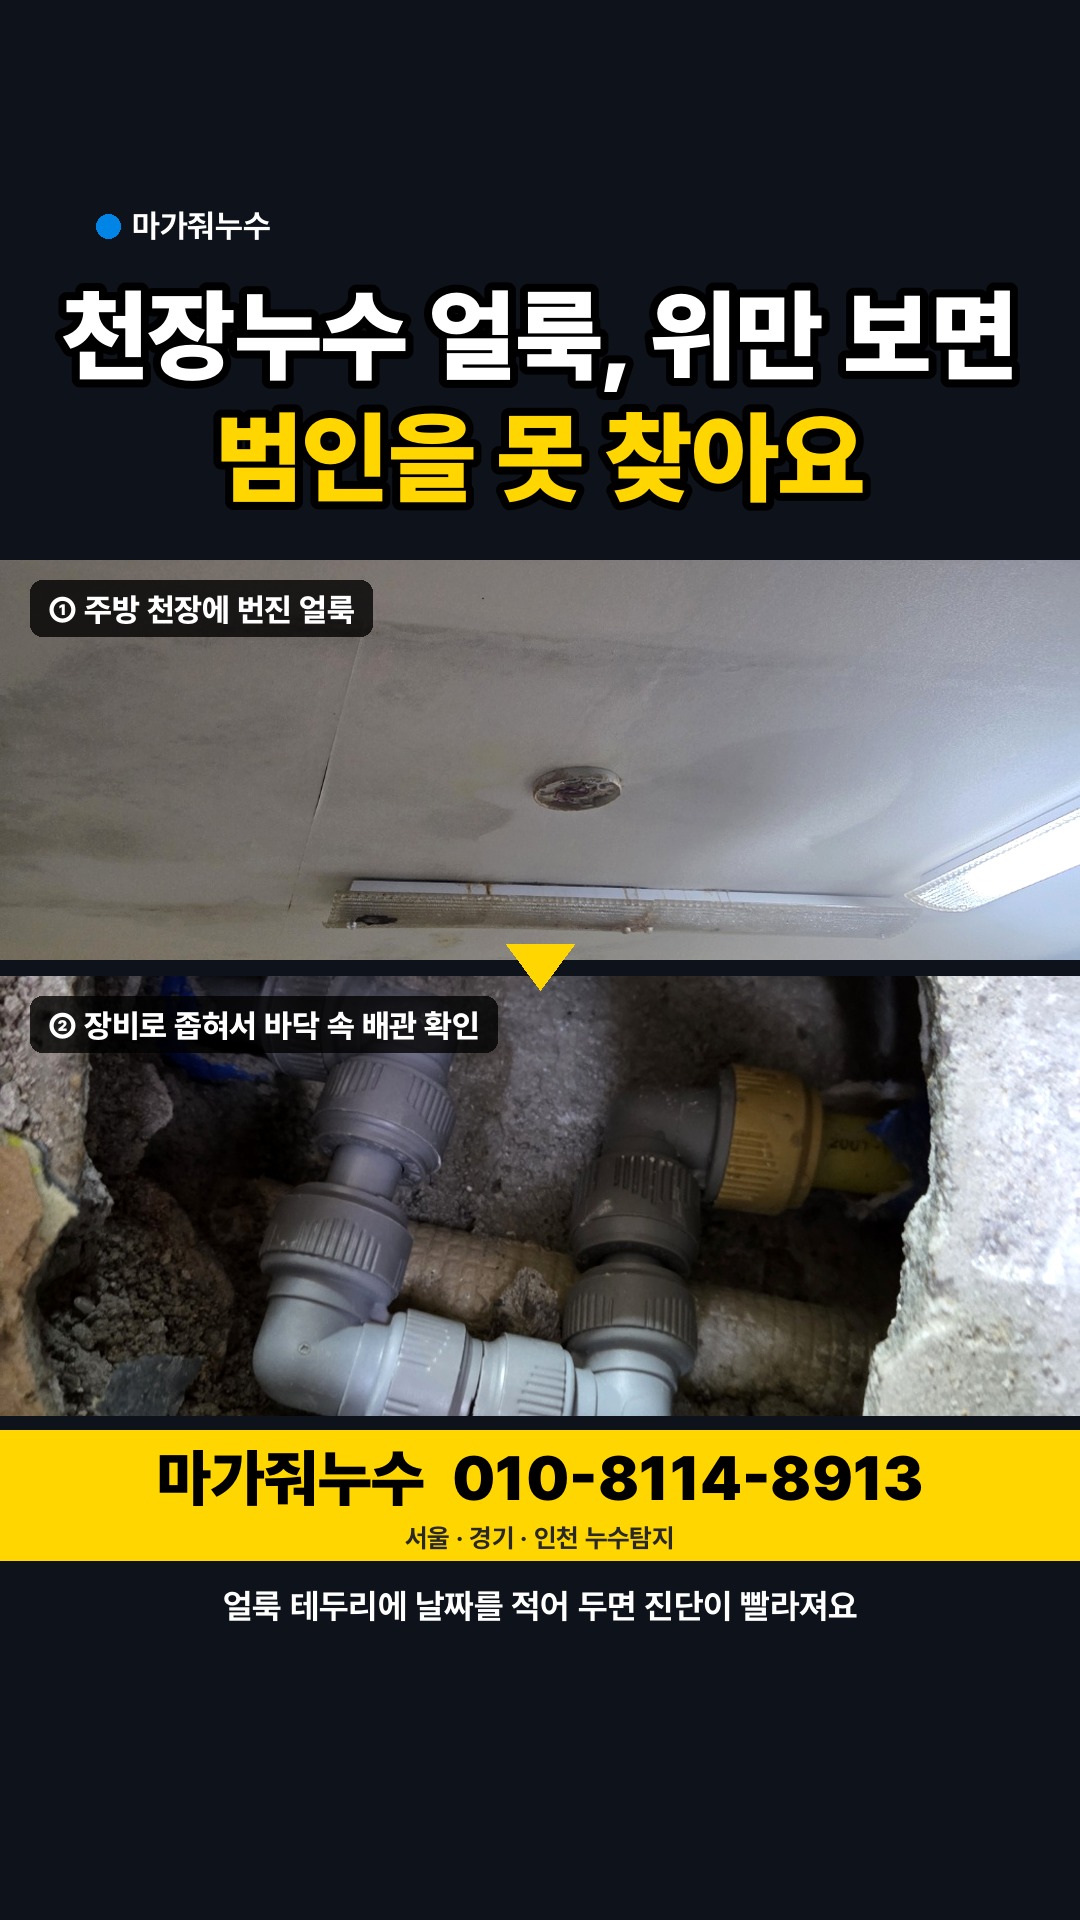 마가줘누수
천장누수 얼룩, 위만 보면
범인을 못 찾아요
① 주방 천장에 번진 얼룩
② 장비로 좁혀서 바닥 속 배관 확인
마가줘누수 010-8114-8913
서울 · 경기 · 인천 누수탐지
얼룩 테두리에 날짜를 적어 두면 진단이 빨라져요